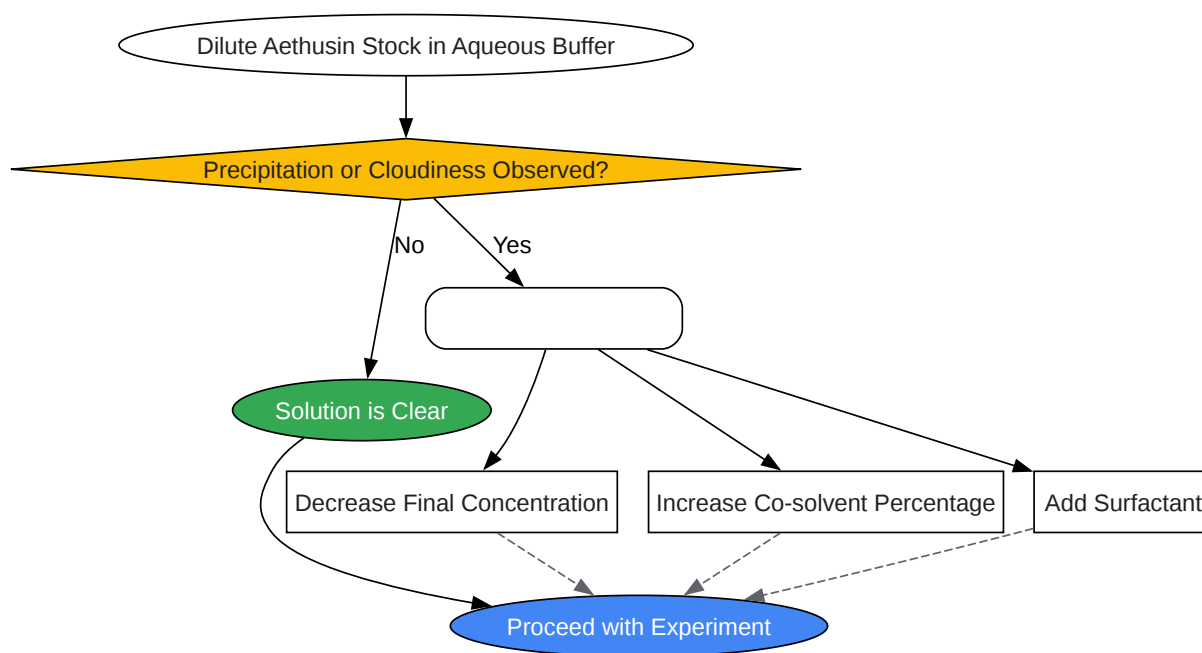 Dilute Aethusin Stock in Aqueous Buffer
Precipitation or Cloudiness Observed?
No
Yes
Solution is Clear
Decrease Final Concentration
Increase Co-solvent Percentage
Add Surfactant
Proceed with Experiment